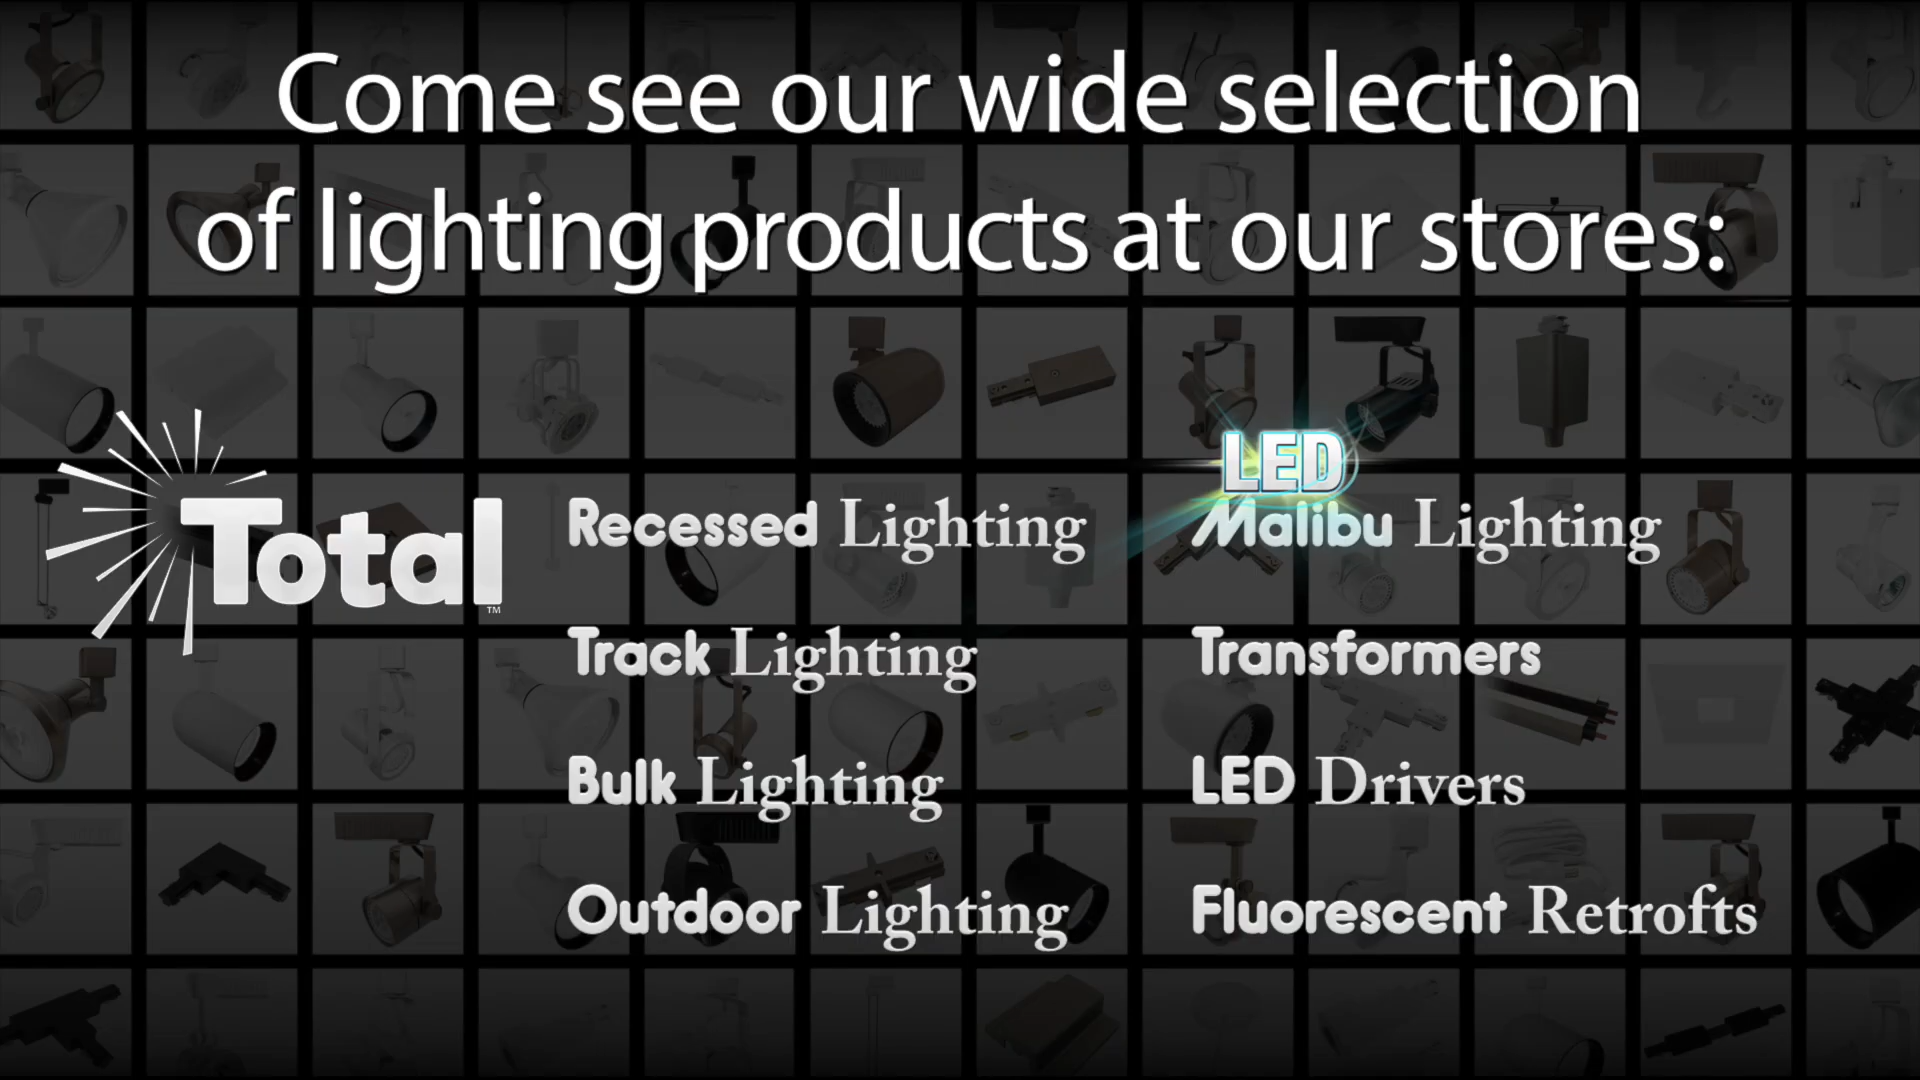 Come see our wide selection
of lighting products at our stores:
Total™
Recessed Lighting
Track Lighting
Bulk Lighting
Outdoor Lighting
LED
Malibu Lighting
Transformers
LED Drivers
Fluorescent Retrofts